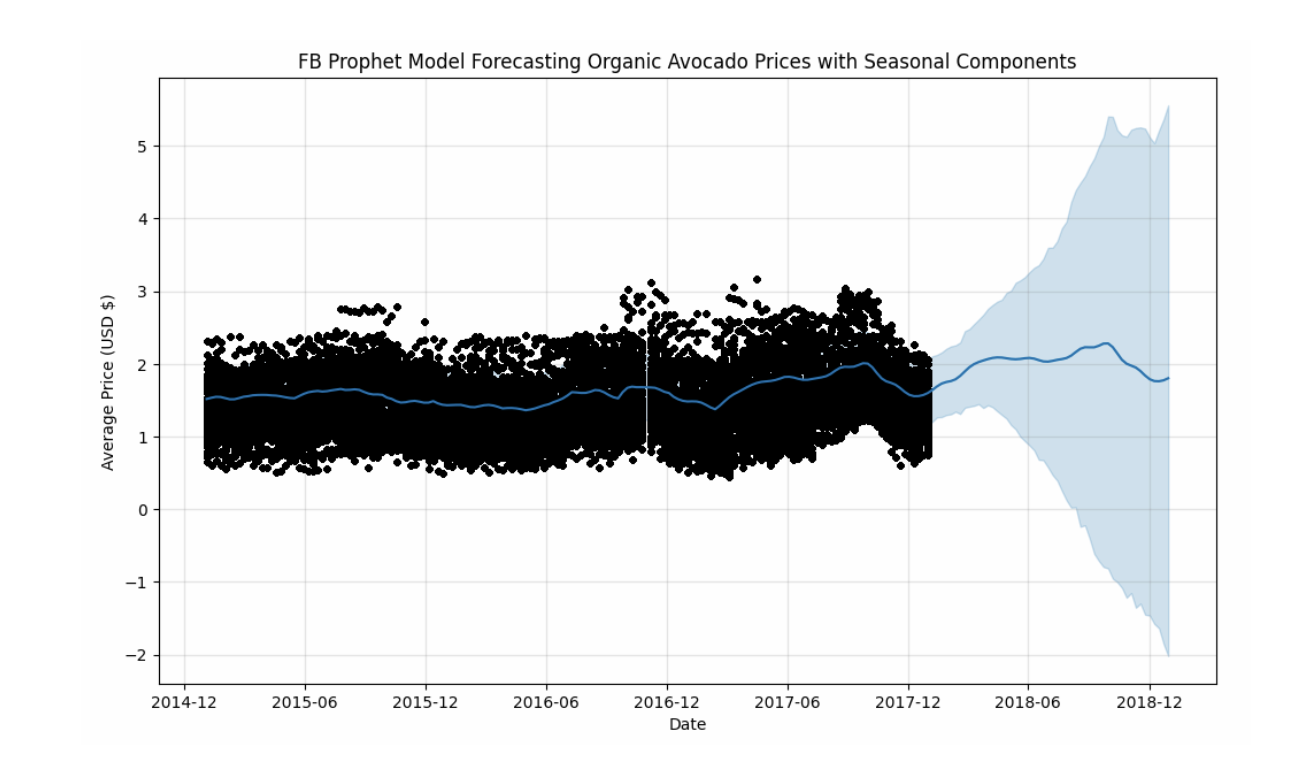 FB Prophet Model Forecasting Organic Avocado Prices with Seasonal Components
Average Price (USD $)
5
4
3
2
1
0
−1
−2
2014-12 2015-06 2015-12 2016-06 2016-12 2017-06 2017-12 2018-06 2018-12
Date